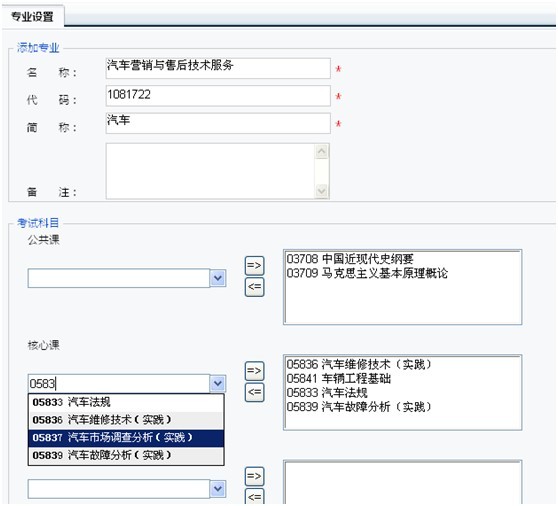 专业设置
添加专业
名 称： 汽车营销与售后技术服务 *
代 码： 1081722 *
简 称： 汽车 *
备 注：
考试科目
公共课
=>
<=
03708 中国近现代史纲要
03709 马克思主义基本原理概论
核心课
0583
05833 汽车法规
05836 汽车维修技术（实践）
05837 汽车市场调查分析（实践）
05839 汽车故障分析（实践）
=>
<=
05836 汽车维修技术（实践）
05841 车辆工程基础
05833 汽车法规
05839 汽车故障分析（实践）
=>
<=